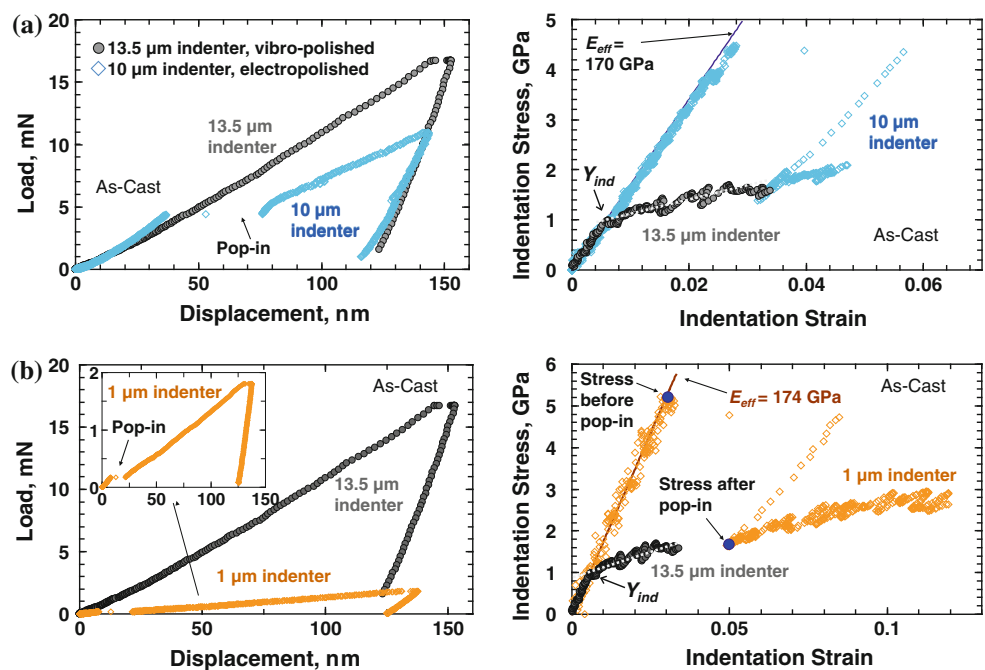 (a)
20
15
10
5
0
Load, mN
13.5 µm indenter, vibro-polished
10 µm indenter, electropolished
13.5 µm
indenter
As-Cast
Pop-in
10 µm
indenter
0 50 100 150
Displacement, nm
5
4
3
2
1
0
Indentation Stress, GPa
E_eff =
170 GPa
10 µm
indenter
Y_ind
13.5 µm indenter
As-Cast
0.00 0.02 0.04 0.06
Indentation Strain
(b)
20
15
10
5
0
Load, mN
2
1
0
1 µm indenter
Pop-in
0 50 100 150
As-Cast
13.5 µm
indenter
1 µm indenter
0 50 100 150
Displacement, nm
6
5
4
3
2
1
0
Indentation Stress, GPa
Stress
before
pop-in
E_eff = 174 GPa
As-Cast
Stress after
pop-in
1 µm indenter
13.5 µm indenter
Y_ind
0.00 0.05 0.1
Indentation Strain